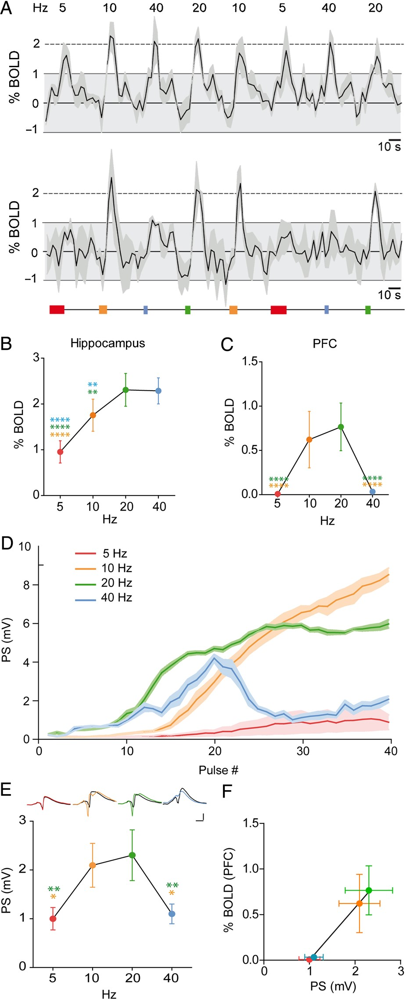 A
Hz 5 10 40 20 10 5 40 20
% BOLD
2
1
0
–1
10 s
% BOLD
2
1
0
–1
10 s
B
Hippocampus
% BOLD
3
2
1
0
**
**
****
****
****
5 10 20 40
Hz
C
PFC
% BOLD
1.5
1.0
0.5
0.0
****
****
****
****
5 10 20 40
Hz
D
PS (mV)
10
8
6
4
2
0
5 Hz
10 Hz
20 Hz
40 Hz
0 10 20 30 40
Pulse #
E
PS (mV)
3
2
1
0
**
*
**
*
5 10 20 40
Hz
F
% BOLD (PFC)
1.5
1.0
0.5
0.0
0 1 2 3
PS (mV)